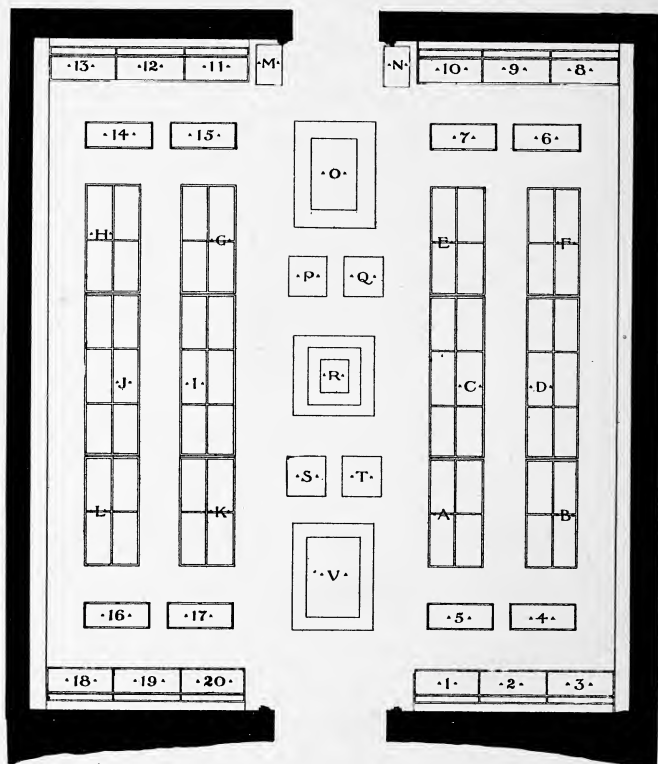 ·13· ·12· ·11· ·M· ·N· ·10· ·9· ·8·
·14· ·15· ·O· ·7· ·6·
·H· ·G· ·E· ·F·
·P· ·Q·
·J· ·I· ·R· ·C· ·D·
·S· ·T·
·L· ·K· ·A· ·B·
·V·
·16· ·17· ·5· ·4·
·18· ·19· ·20· ·1· ·2· ·3·